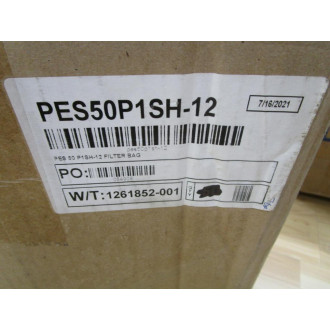 PES50P1SH-12
7/16/2021
PES 50 P1SH-12 FILTER BAG
PO:
W/T: 1261852-001